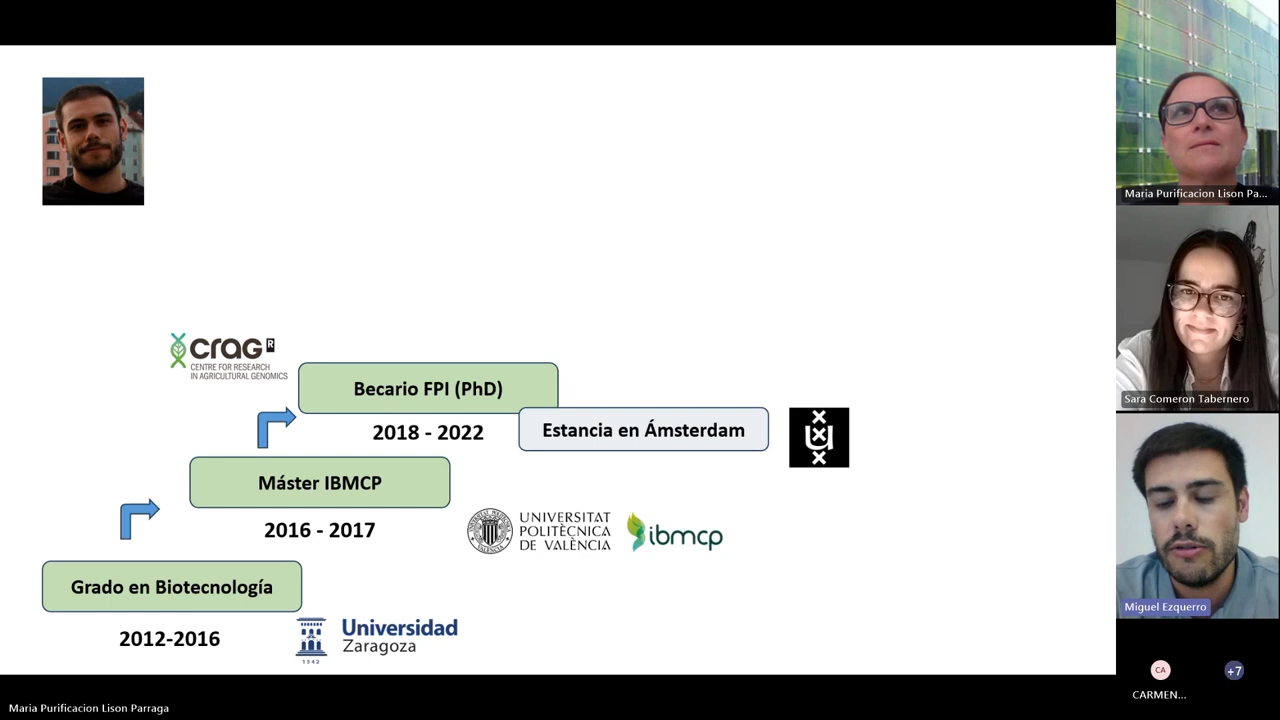 crag R
CENTRE FOR RESEARCH
IN AGRICULTURAL GENOMICS
Becario FPI (PhD)
2018 - 2022
Estancia en Ámsterdam
Máster IBMCP
2016 - 2017
UNIVERSITAT
POLITÈCNICA
DE VALÈNCIA
ibmcp
Grado en Biotecnología
2012-2016
1542
Universidad
Zaragoza
Maria Purificacion Lison Pa...
Sara Comeron Tabernero
Miguel Ezquerro
CA
+7
CARMEN...
Maria Purificacion Lison Parraga